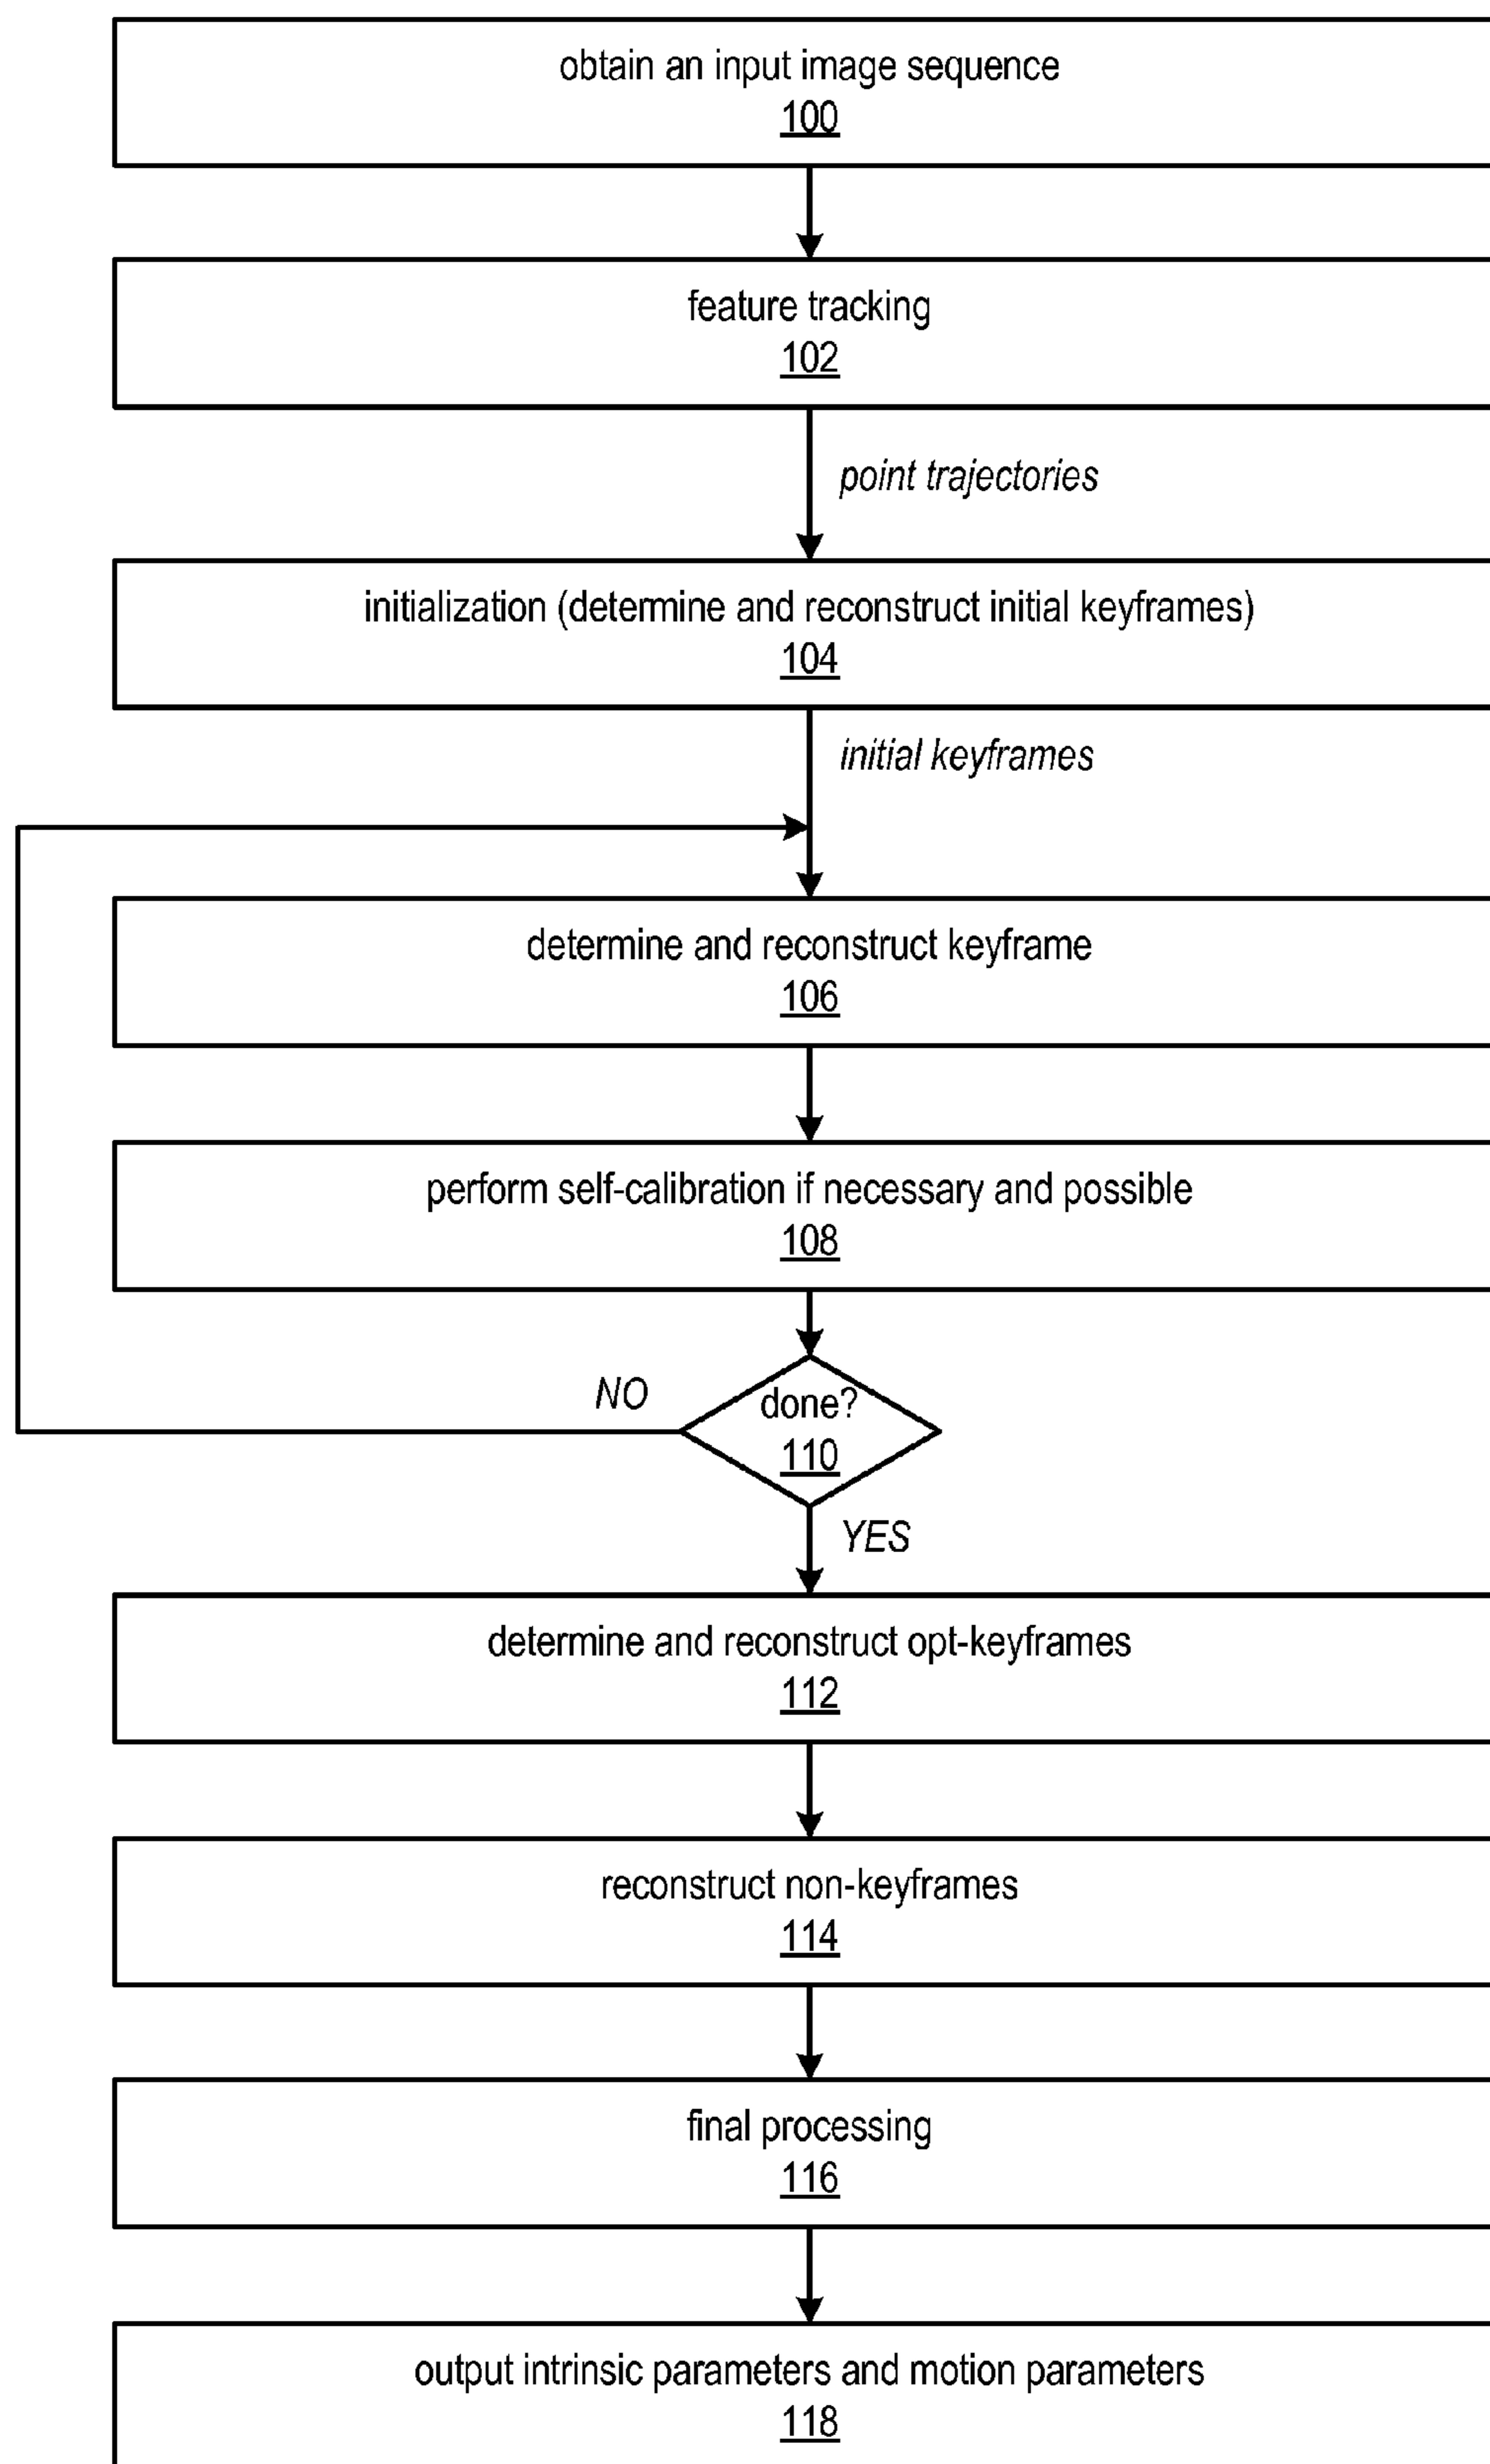 obtain an input image sequence
100
feature tracking
102
point trajectories
initialization (determine and reconstruct initial keyframes)
104
initial keyframes
determine and reconstruct keyframe
106
perform self-calibration if necessary and possible
108
NO
done?
110
YES
determine and reconstruct opt-keyframes
112
reconstruct non-keyframes
114
final processing
116
output intrinsic parameters and motion parameters
118